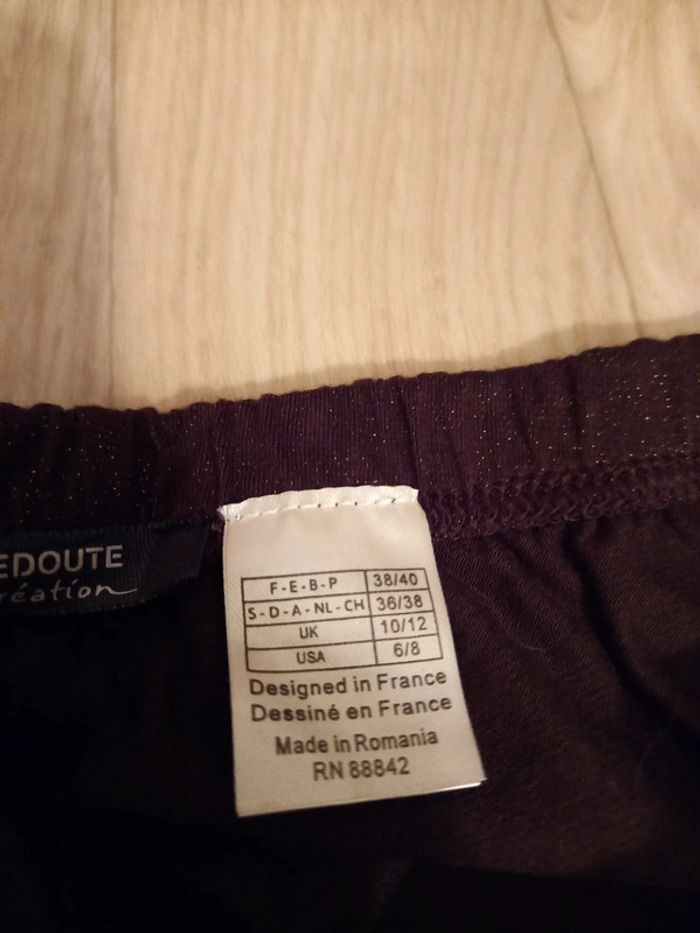 EDOUTE
réation
F - E - B - P 38/40
S - D - A - NL - CH 36/38
UK 10/12
USA 6/8
Designed in France
Dessiné en France
Made in Romania
RN 88842